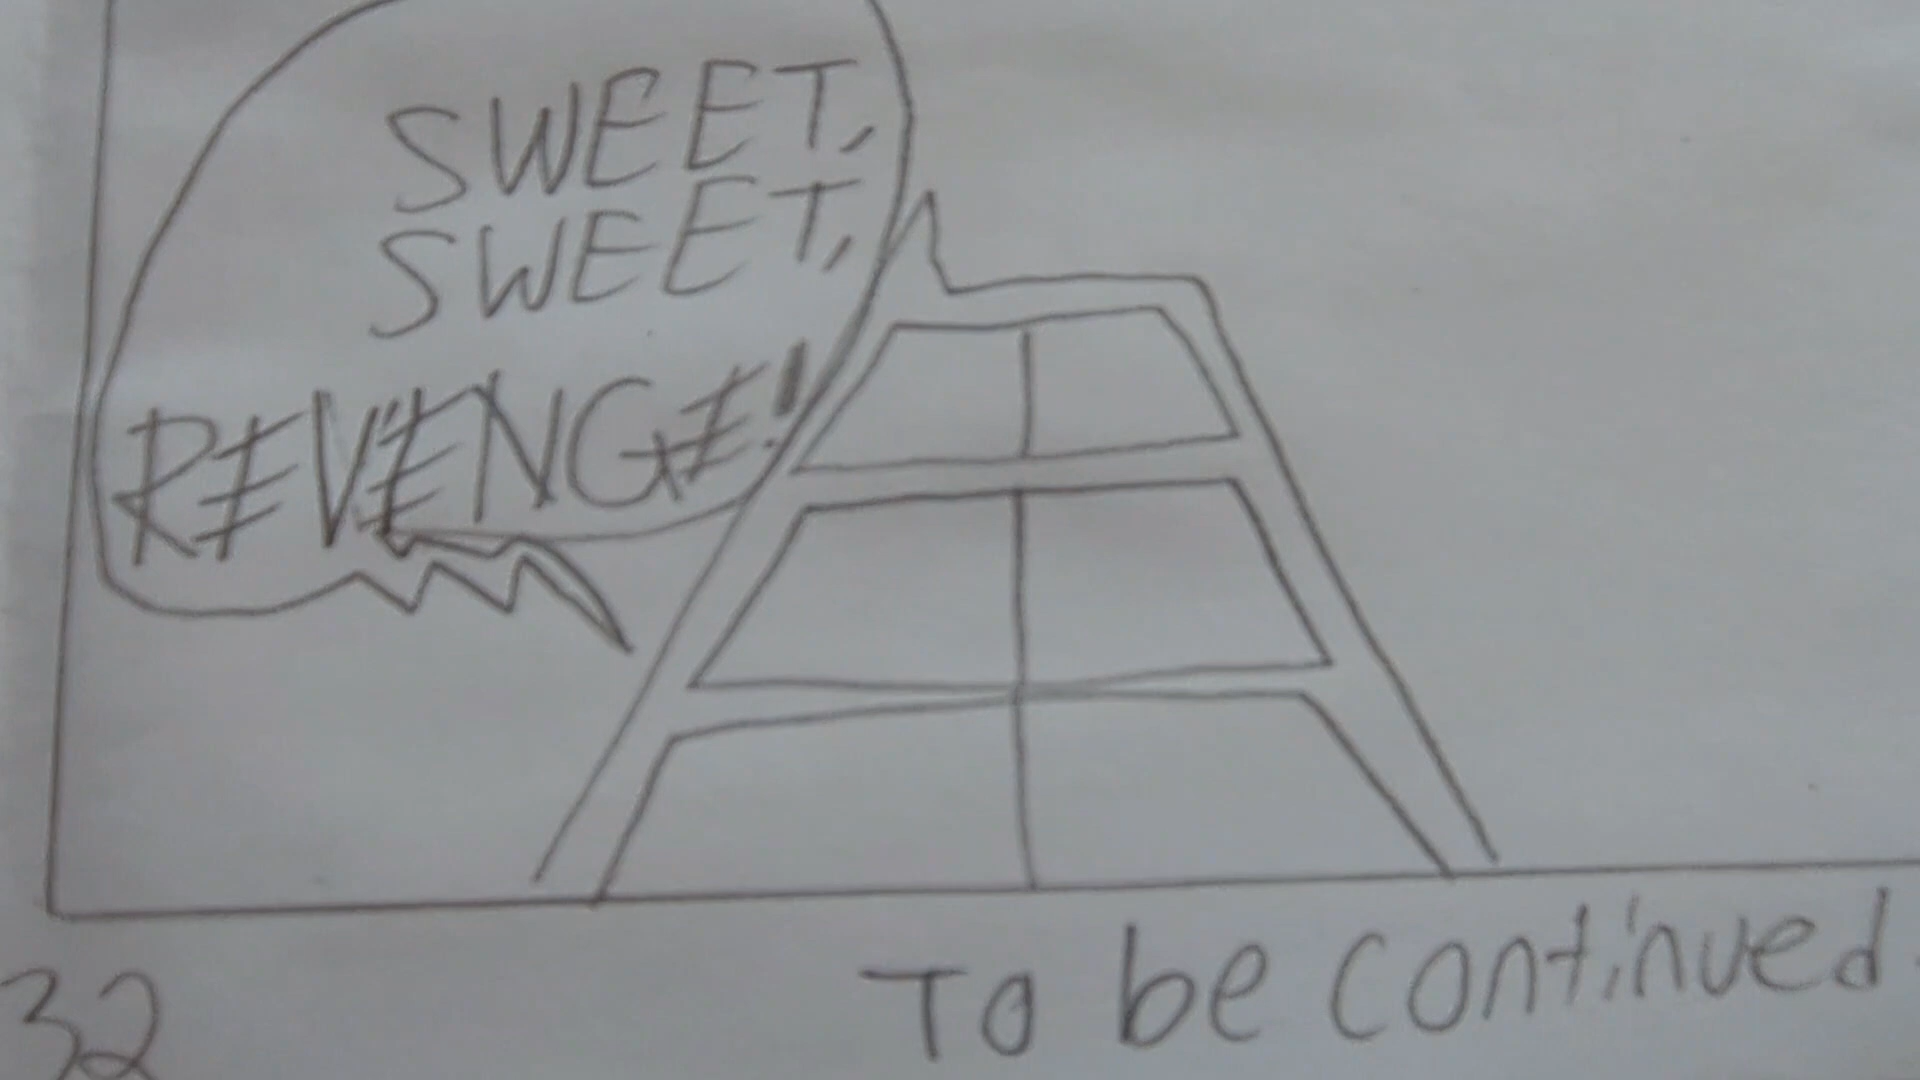 SWEET,
SWEET,
REVENGE!
32
To be continued.